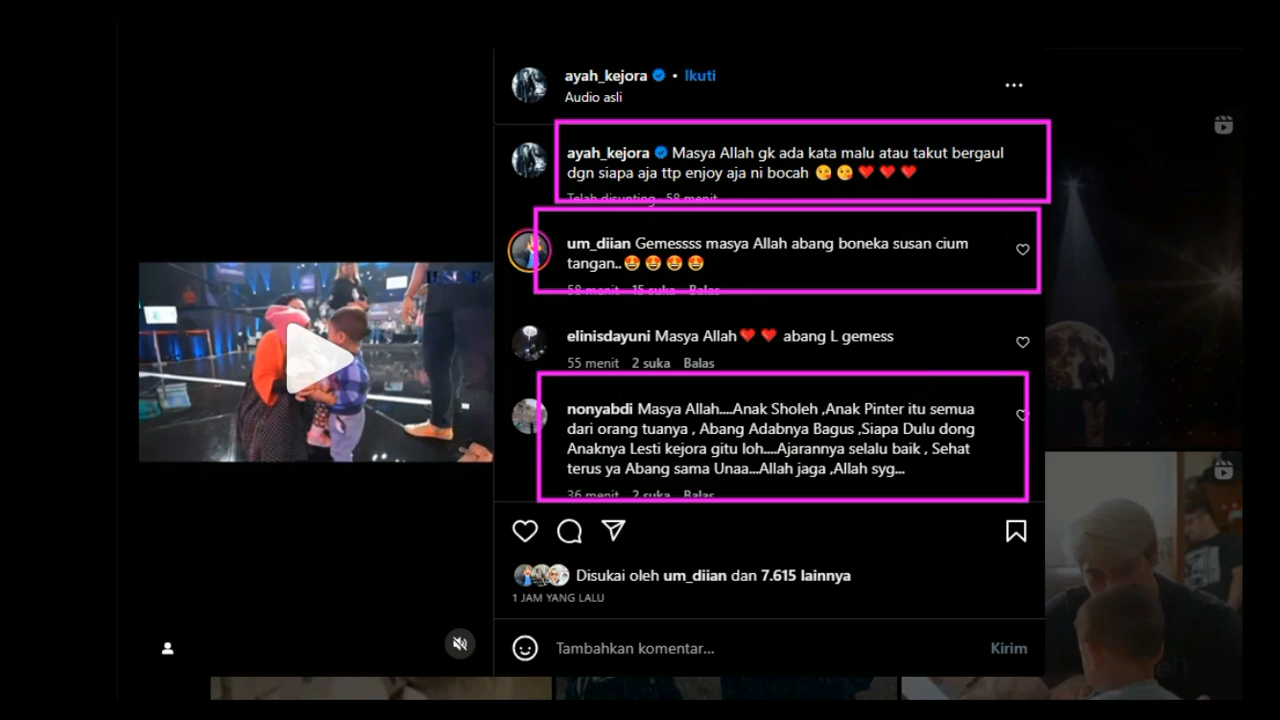 ayah_kejora • Ikuti
Audio asli
ayah_kejora Masya Allah gk ada kata malu atau takut bergaul
dgn siapa aja ttp enjoy aja ni bocah 😘 😘 ❤️ ❤️ ❤️
Telah disunting · 58 menit
um_diian Gemessss masya Allah abang boneka susan cium
tangan.. 🤩 🤩 🤩 🤩
58 menit 15 suka Balas
elinisdayuni Masya Allah❤️ ❤️ abang L gemess
55 menit 2 suka Balas
nonyabdi Masya Allah....Anak Sholeh ,Anak Pinter itu semua
dari orang tuanya , Abang Adabnya Bagus ,Siapa Dulu dong
Anaknya Lesti kejora gitu loh....Ajarannya selalu baik , Sehat
terus ya Abang sama Unaa...Allah jaga ,Allah syg...
36 menit 2 suka Balas
Disukai oleh um_diian dan 7.615 lainnya
1 JAM YANG LALU
Tambahkan komentar...
Kirim